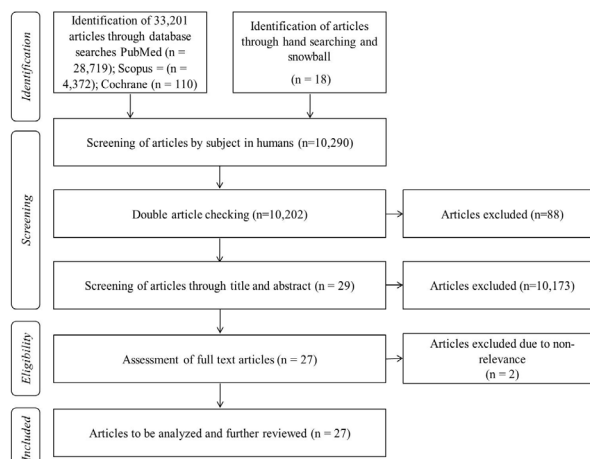 Identification
Identification of 33,201
articles through database
searches PubMed (n =
28,719); Scopus = (n =
4,372); Cochrane (n = 110)
Identification of articles
through hand searching and
snowball
(n = 18)
Screening
Screening of articles by subject in humans (n=10,290)
Double article checking (n=10,202)
Articles excluded (n=88)
Screening of articles through title and abstract (n = 29)
Articles excluded (n=10,173)
Eligibility
Assessment of full text articles (n = 27)
Articles excluded due to non-
relevance
(n = 2)
Included
Articles to be analyzed and further reviewed (n = 27)